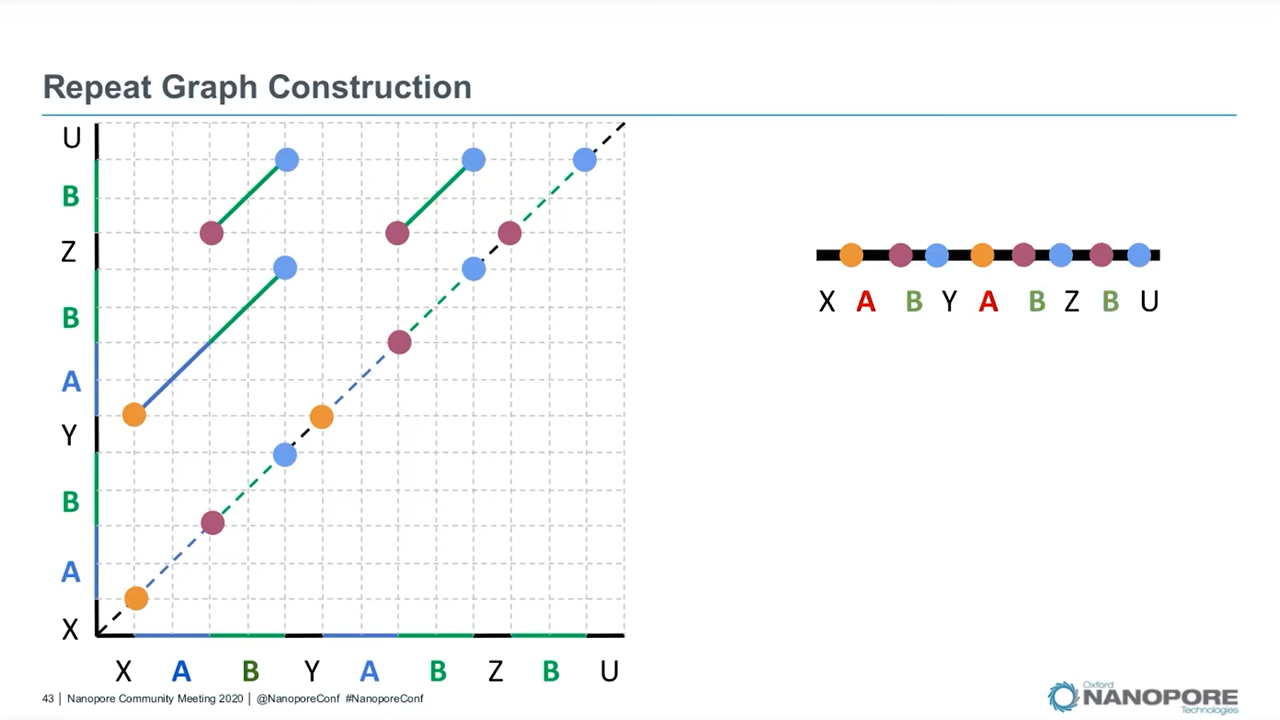 Repeat Graph Construction
U
B
Z
B
A
Y
B
A
X
X A B Y A B Z B U
X A B Y A B Z B U
43 | Nanopore Community Meeting 2020 | @NanoporeConf #NanoporeConf
Oxford
NANOPORE
Technologies